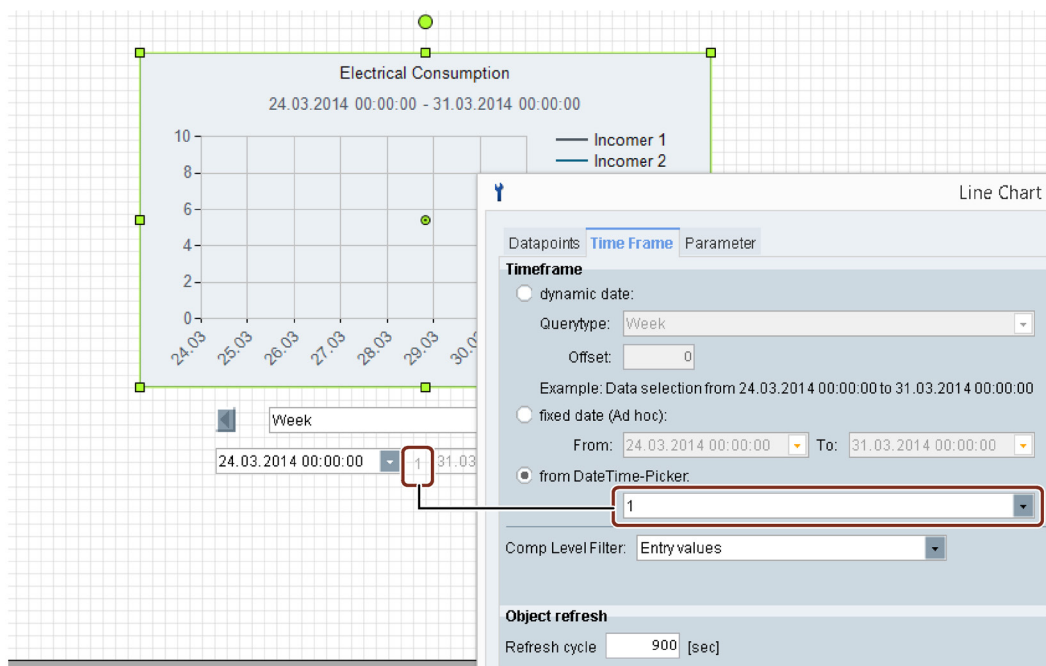 Electrical Consumption
24.03.2014 00:00:00 - 31.03.2014 00:00:00
10
8
6
4
2
0
24.03
25.03
26.03
27.03
28.03
29.03
30.0
Incomer 1
Incomer 2
Week
24.03.2014 00:00:00
1
31.03
Line Chart
Datapoints Time Frame Parameter
Timeframe
dynamic date:
Querytype: Week
Offset: 0
Example: Data selection from 24.03.2014 00:00:00 to 31.03.2014 00:00:00
fixed date (Ad hoc):
From: 24.03.2014 00:00:00 To: 31.03.2014 00:00:00
from DateTime-Picker:
1
Comp Level Filter: Entry values
Object refresh
Refresh cycle 900 [sec]